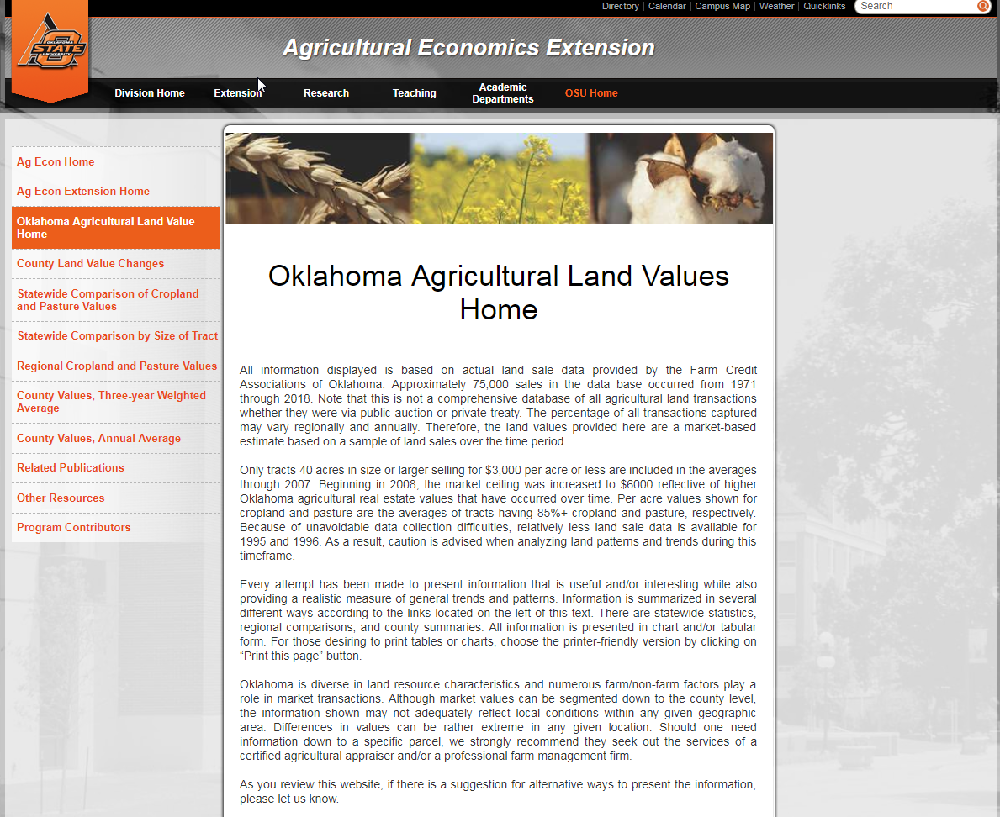 Directory Calendar Campus Map Weather Quicklinks Search
OKLAHOMA
STATE
UNIVERSITY
Agricultural Economics Extension
Division Home Extension Research Teaching Academic Departments OSU Home
Ag Econ Home
Ag Econ Extension Home
Oklahoma Agricultural Land Value
Home
County Land Value Changes
Statewide Comparison of Cropland
and Pasture Values
Statewide Comparison by Size of Tract
Regional Cropland and Pasture Values
County Values, Three-year Weighted
Average
County Values, Annual Average
Related Publications
Other Resources
Program Contributors
Oklahoma Agricultural Land Values
Home
All information displayed is based on actual land sale data provided by the Farm Credit
Associations of Oklahoma. Approximately 75,000 sales in the data base occurred from 1971
through 2018. Note that this is not a comprehensive database of all agricultural land transactions
whether they were via public auction or private treaty. The percentage of all transactions captured
may vary regionally and annually. Therefore, the land values provided here are a market-based
estimate based on a sample of land sales over the time period.
Only tracts 40 acres in size or larger selling for $3,000 per acre or less are included in the averages
through 2007. Beginning in 2008, the market ceiling was increased to $6000 reflective of higher
Oklahoma agricultural real estate values that have occurred over time. Per acre values shown for
cropland and pasture are the averages of tracts having 85%+ cropland and pasture, respectively.
Because of unavoidable data collection difficulties, relatively less land sale data is available for
1995 and 1996. As a result, caution is advised when analyzing land patterns and trends during this
timeframe.
Every attempt has been made to present information that is useful and/or interesting while also
providing a realistic measure of general trends and patterns. Information is summarized in several
different ways according to the links located on the left of this text. There are statewide statistics,
regional comparisons, and county summaries. All information is presented in chart and/or tabular
form. For those desiring to print tables or charts, choose the printer-friendly version by clicking on
“Print this page” button.
Oklahoma is diverse in land resource characteristics and numerous farm/non-farm factors play a
role in market transactions. Although market values can be segmented down to the county level,
the information shown may not adequately reflect local conditions within any given geographic
area. Differences in values can be rather extreme in any given location. Should one need
information down to a specific parcel, we strongly recommend they seek out the services of a
certified agricultural appraiser and/or a professional farm management firm.
As you review this website, if there is a suggestion for alternative ways to present the information,
please let us know.